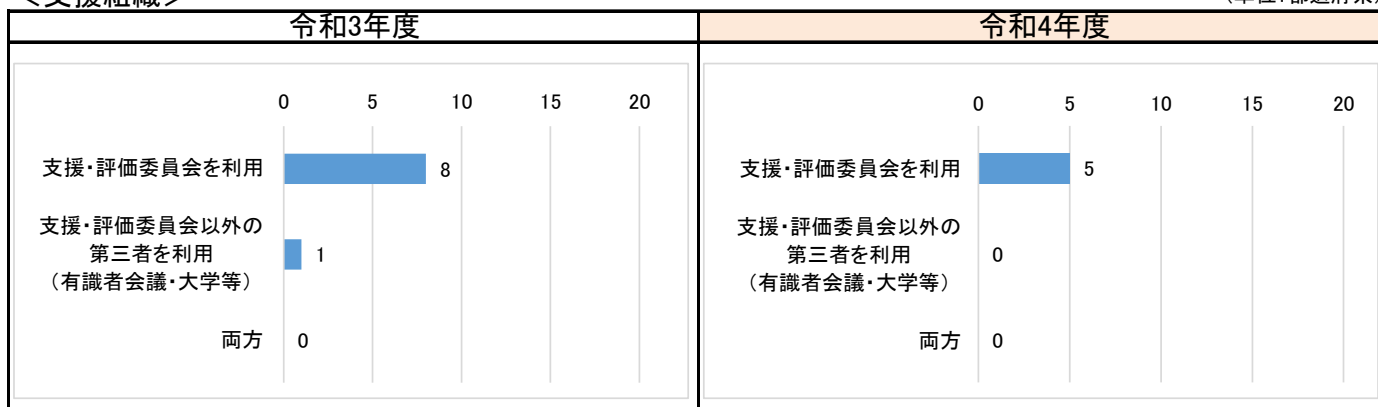 ＜支援組織＞
（単位：都道府県）
令和3年度
令和4年度
0 5 10 15 20
支援・評価委員会を利用 8
支援・評価委員会以外の
第三者を利用 1
（有識者会議・大学等）
両方 0
0 5 10 15 20
支援・評価委員会を利用 5
支援・評価委員会以外の
第三者を利用 0
（有識者会議・大学等）
両方 0